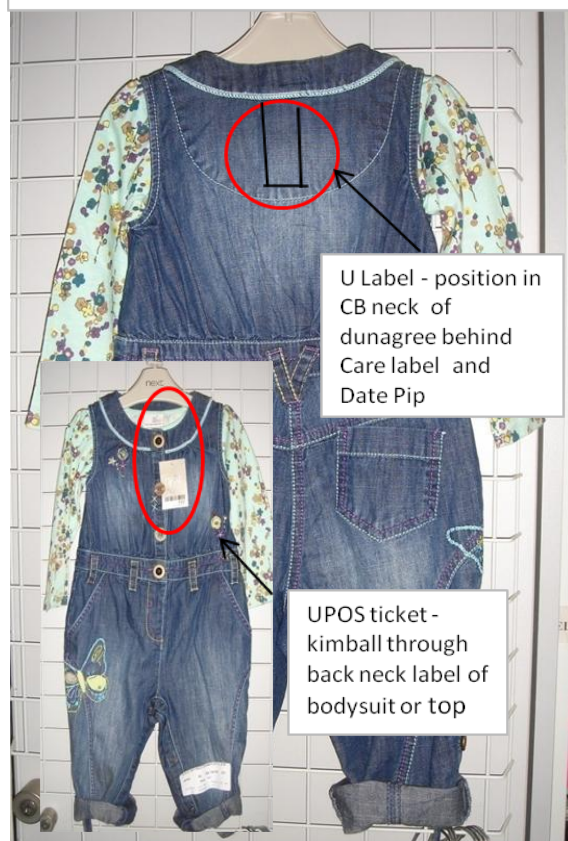 U Label - position in
CB neck of
dunagree behind
Care label and
Date Pip
next
UPOS ticket -
kimball through
back neck label of
bodysuit or top